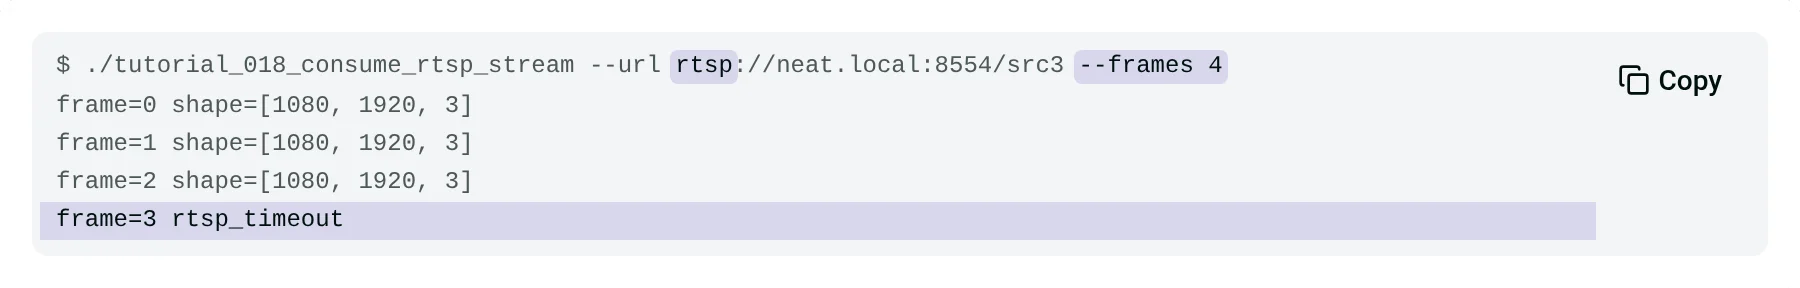 $ ./tutorial_018_consume_rtsp_stream --url rtsp://neat.local:8554/src3 --frames 4
Copy
frame=0 shape=[1080, 1920, 3]
frame=1 shape=[1080, 1920, 3]
frame=2 shape=[1080, 1920, 3]
frame=3 rtsp_timeout